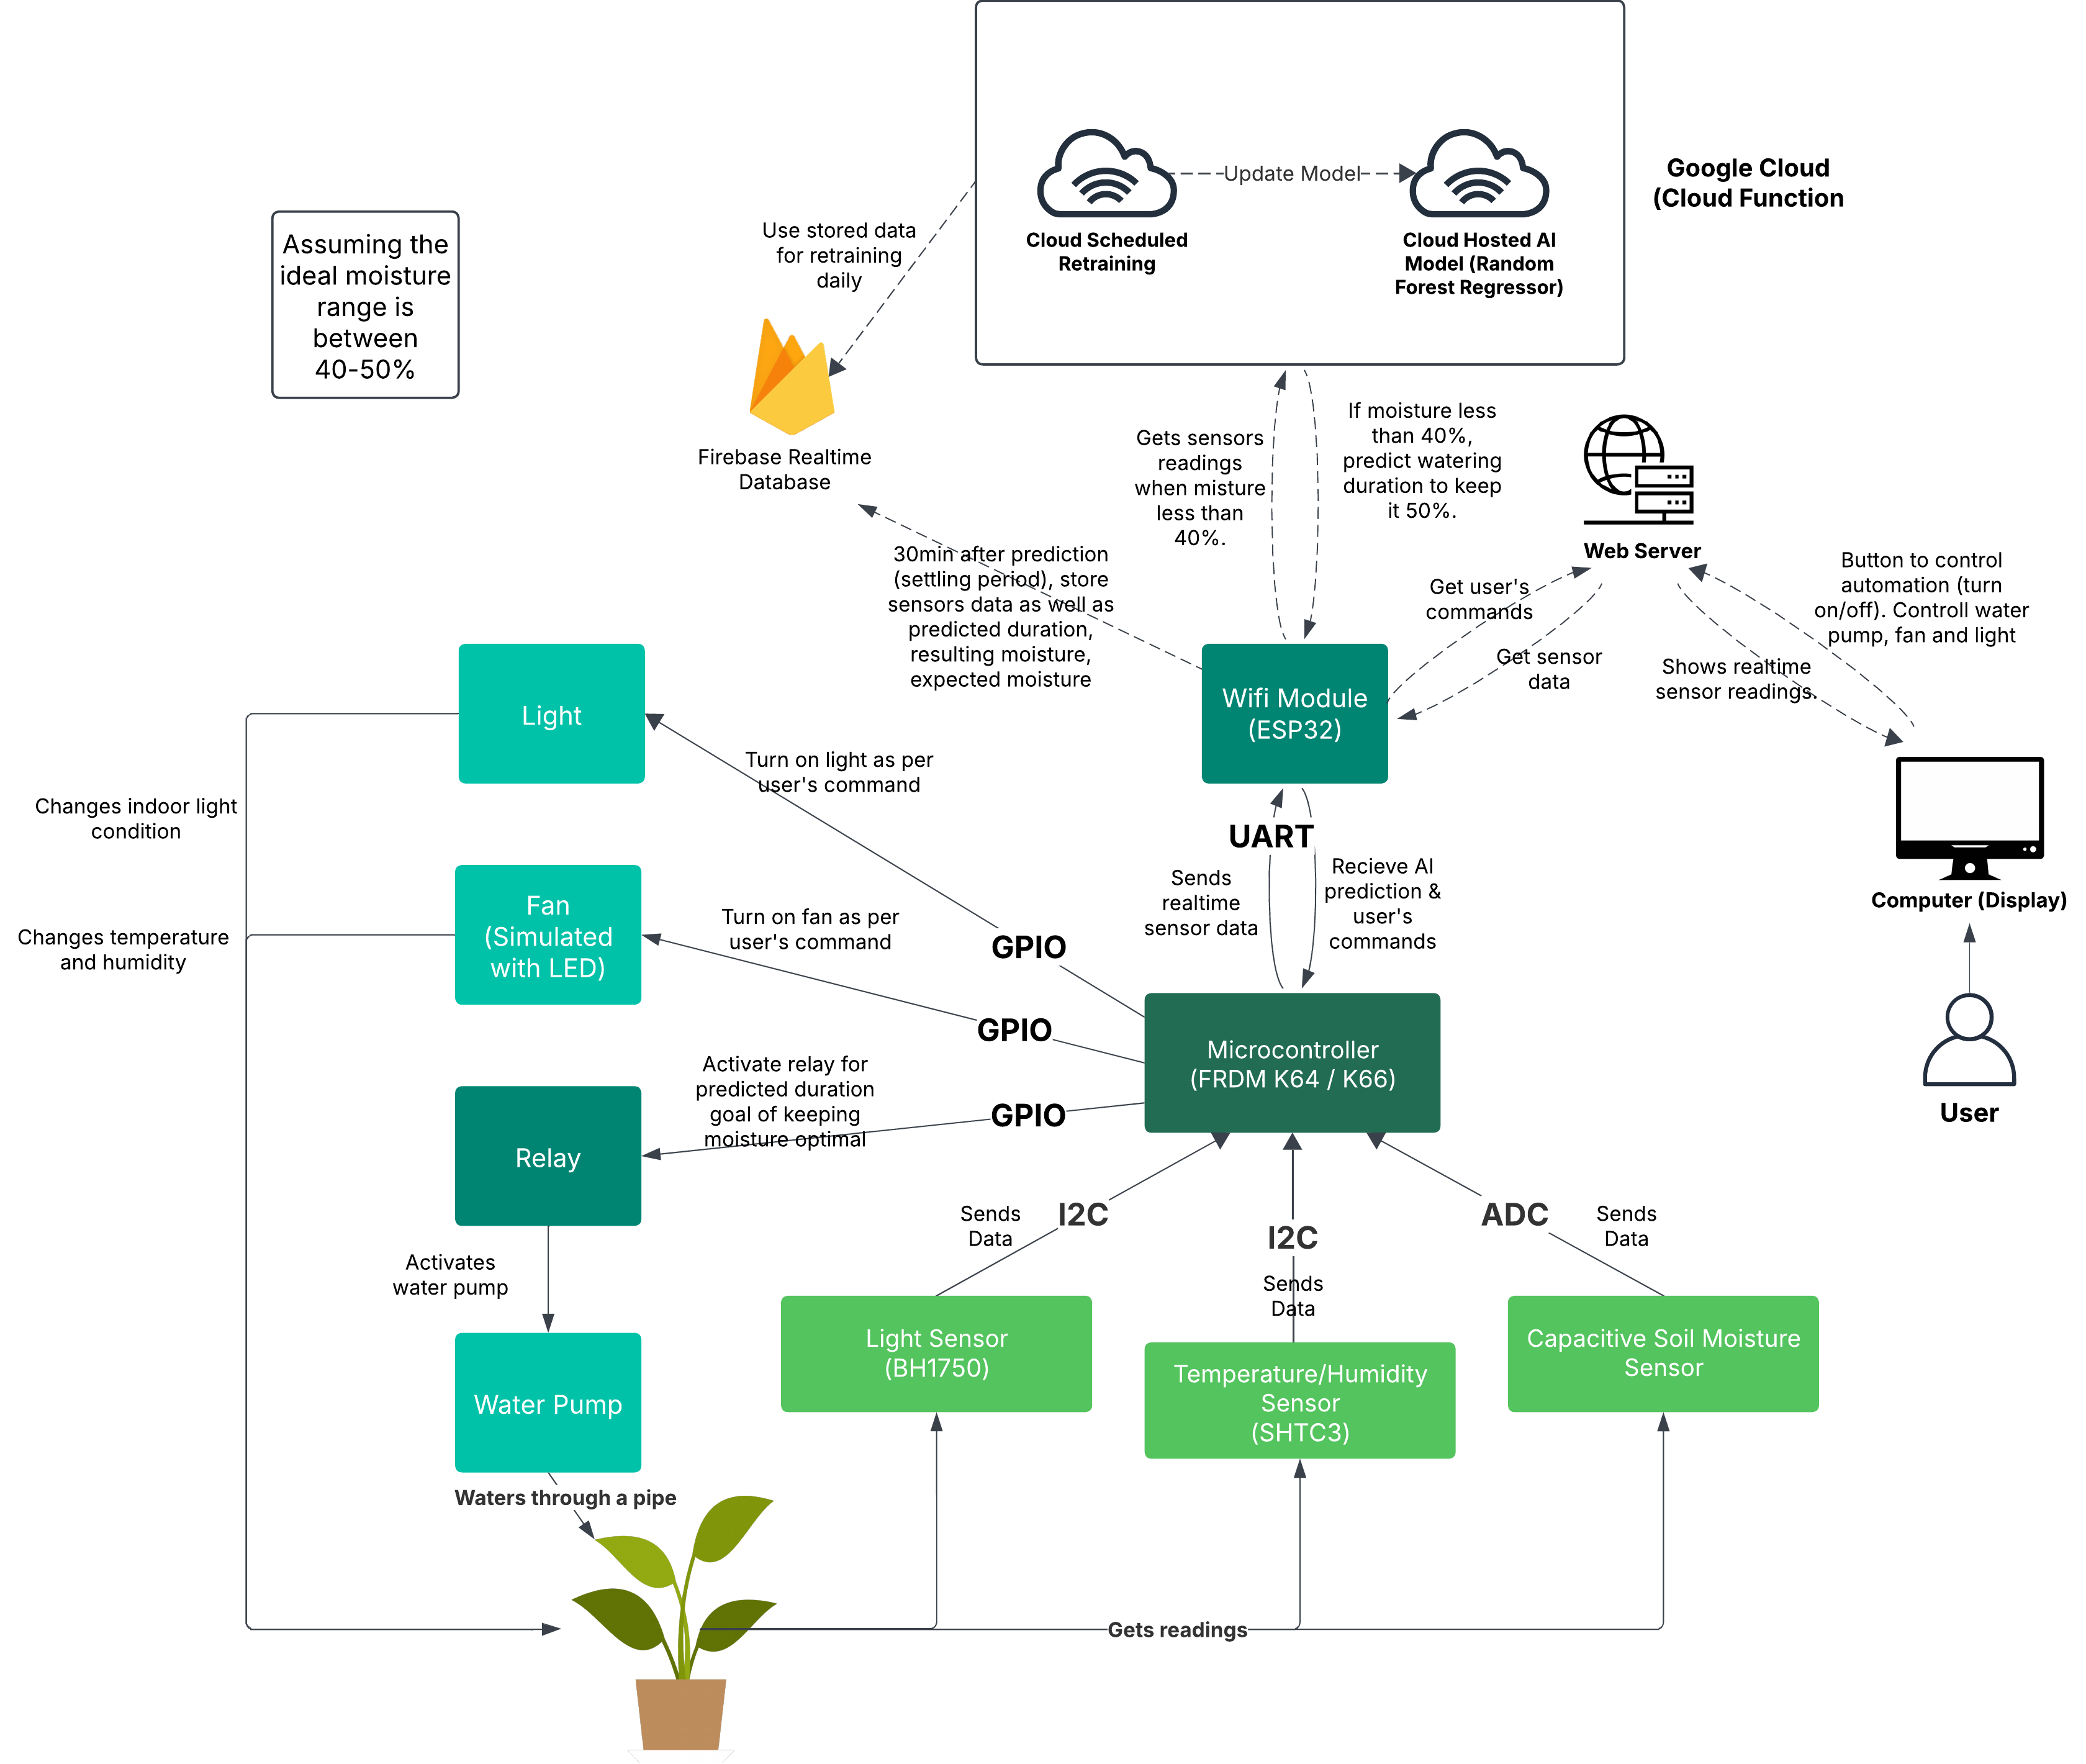 Update Model
Google Cloud
(Cloud Function
Cloud Scheduled
Retraining
Cloud Hosted AI
Model (Random
Forest Regressor)
Assuming the
ideal moisture
range is
between
40-50%
Use stored data
for retraining
daily
Firebase Realtime
Database
Gets sensors
readings
when misture
less than
40%.
If moisture less
than 40%,
predict watering
duration to keep
it 50%.
Web Server
30min after prediction
(settling period), store
sensors data as well as
predicted duration,
resulting moisture,
expected moisture
Get user's
commands
Get sensor
data
Button to control
automation (turn
on/off). Controll water
pump, fan and light
Shows realtime
sensor readings.
Light
Wifi Module
(ESP32)
Turn on light as per
user's command
Changes indoor light
condition
UART
Sends
realtime
sensor data
Recieve AI
prediction &
user's
commands
Computer (Display)
Fan
(Simulated
with LED)
Turn on fan as per
user's command
GPIO
Changes temperature
and humidity
GPIO
Microcontroller
(FRDM K64 / K66)
Activate relay for
predicted duration
goal of keeping
moisture optimal
GPIO
User
Relay
Sends
Data
I2C
I2C
Sends
Data
ADC
Sends
Data
Activates
water pump
Light Sensor
(BH1750)
Temperature/Humidity
Sensor
(SHTC3)
Capacitive Soil Moisture
Sensor
Water Pump
Waters through a pipe
Gets readings